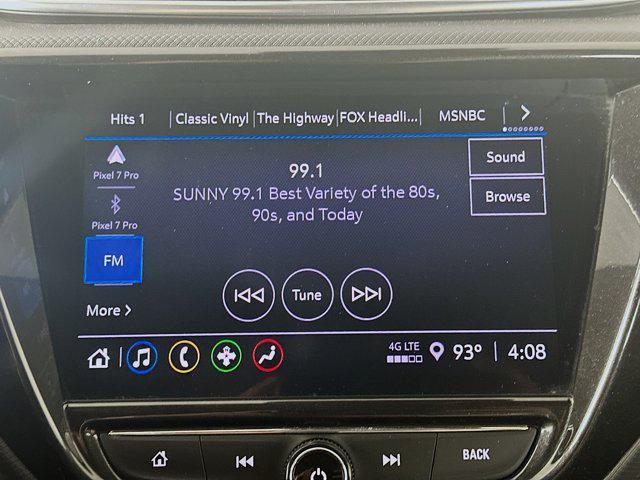 Hits 1 Classic Vinyl The Highway FOX Headli... MSNBC
Pixel 7 Pro
99.1
Sound
SUNNY 99.1 Best Variety of the 80s,
90s, and Today
Browse
Pixel 7 Pro
FM
Tune
More
4G LTE
93° 4:08
BACK